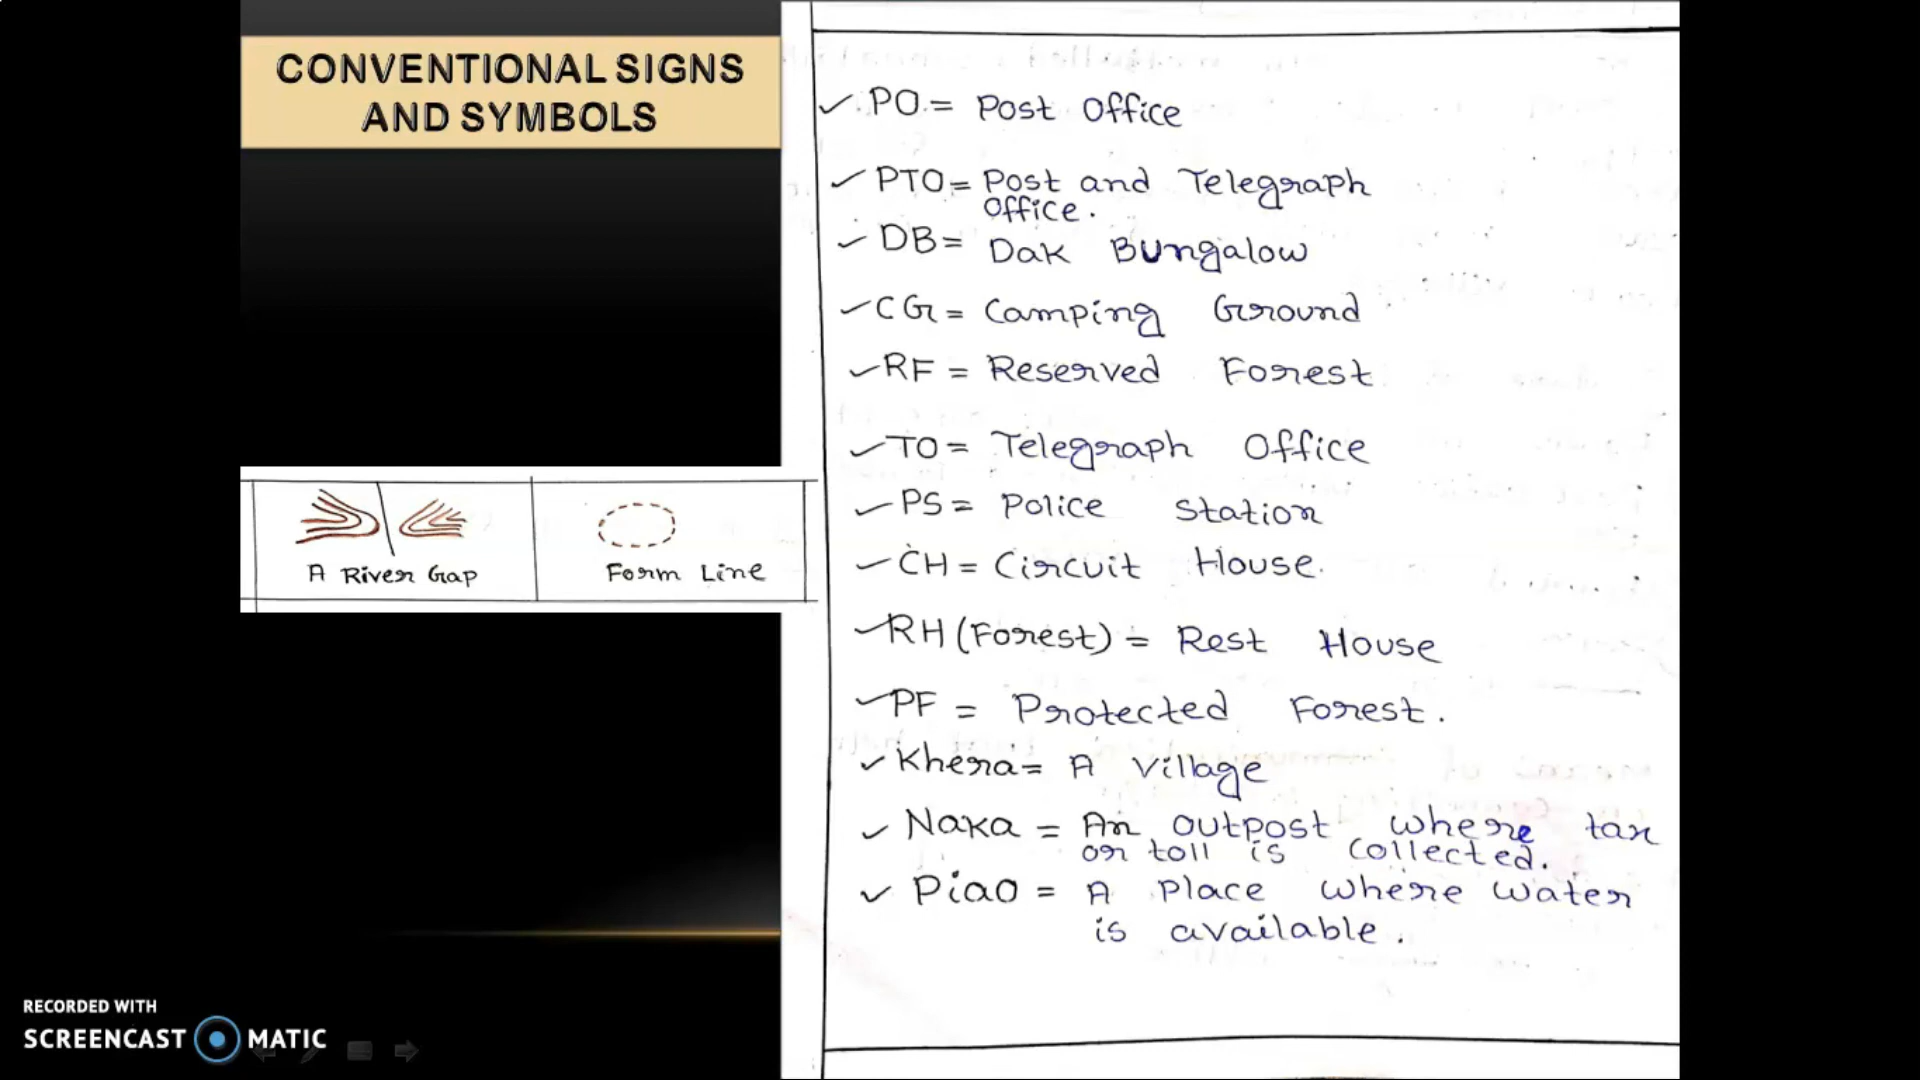 CONVENTIONAL SIGNS
AND SYMBOLS
A River Gap
Form Line
PO = Post Office
PTO = Post and Telegraph
Office.
DB = Dak Bungalow
CG = Camping Ground
RF = Reserved Forest
TO = Telegraph Office
PS = Police Station
CH = Circuit House.
RH (Forest) = Rest House
PF = Protected Forest.
Khera = A Village
Naka = An outpost where tax
or toll is collected.
Piao = A Place where water
is available.
RECORDED WITH
SCREENCAST MATIC